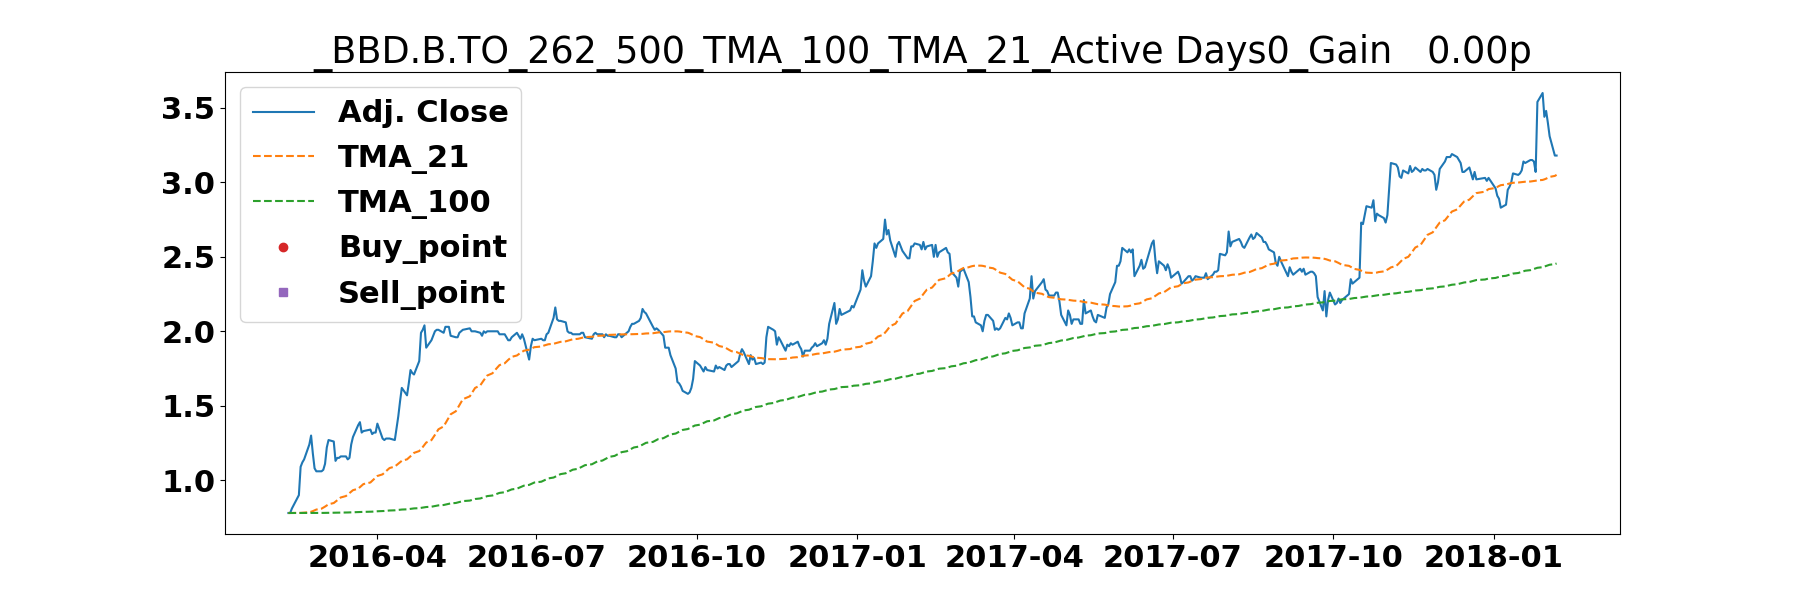 _BBD.B.TO_262_500_TMA_100_TMA_21_Active Days0_Gain   0.00p
3.5
3.0
2.5
2.0
1.5
1.0
Adj. Close
TMA_21
TMA_100
Buy_point
Sell_point
2016-04 2016-07 2016-10 2017-01 2017-04 2017-07 2017-10 2018-01